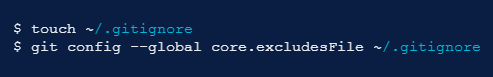 $ touch ~/.gitignore
$ git config --global core.excludesFile ~/.gitignore